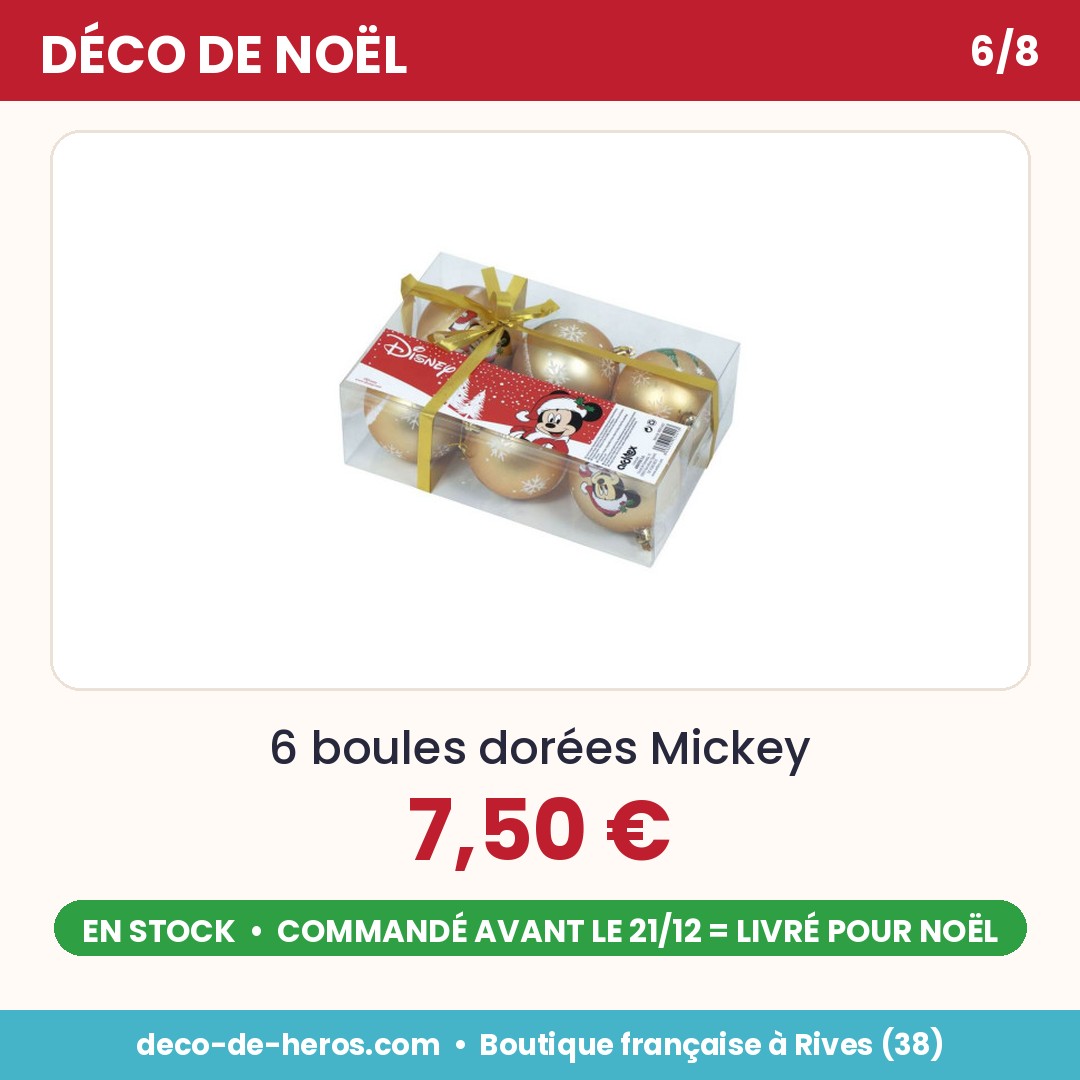 DÉCO DE NOËL
6/8
Disney
6 boules dorées Mickey
7,50 €
EN STOCK • COMMANDÉ AVANT LE 21/12 = LIVRÉ POUR NOËL
deco-de-heros.com • Boutique française à Rives (38)